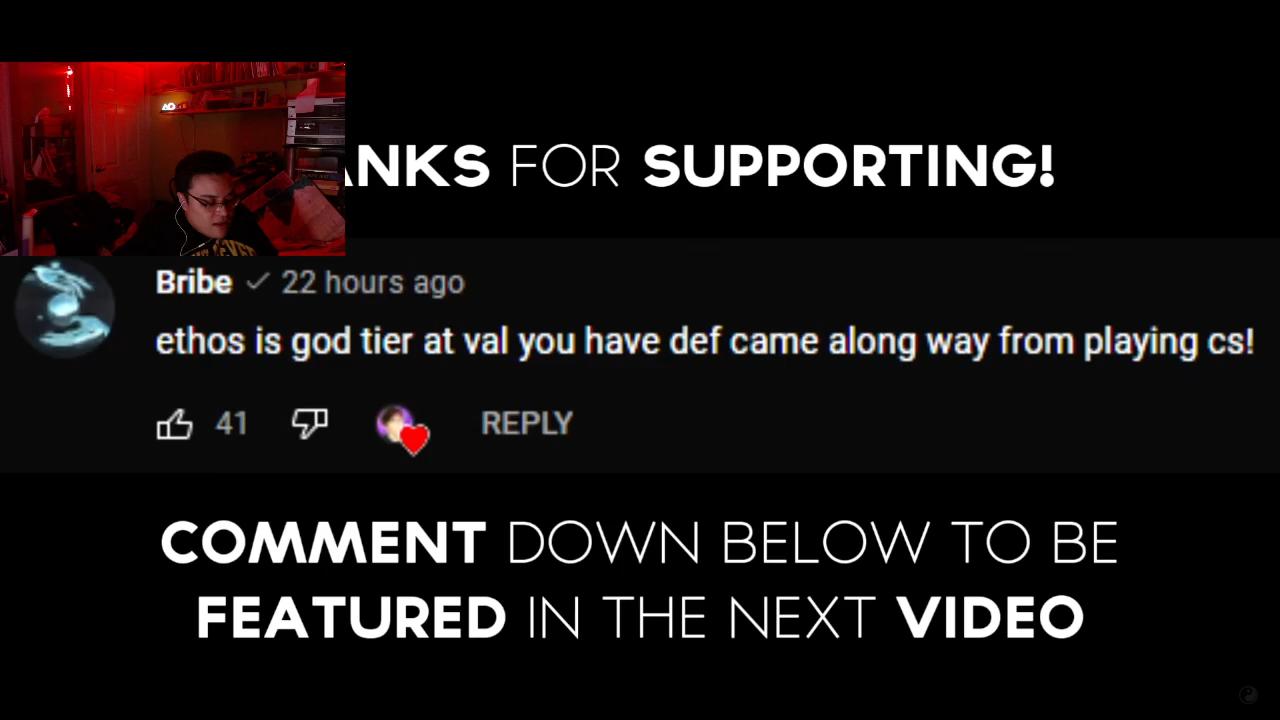 ANKS FOR SUPPORTING!
Bribe ✓ 22 hours ago
ethos is god tier at val you have def came along way from playing cs!
41 REPLY
COMMENT DOWN BELOW TO BE
FEATURED IN THE NEXT VIDEO